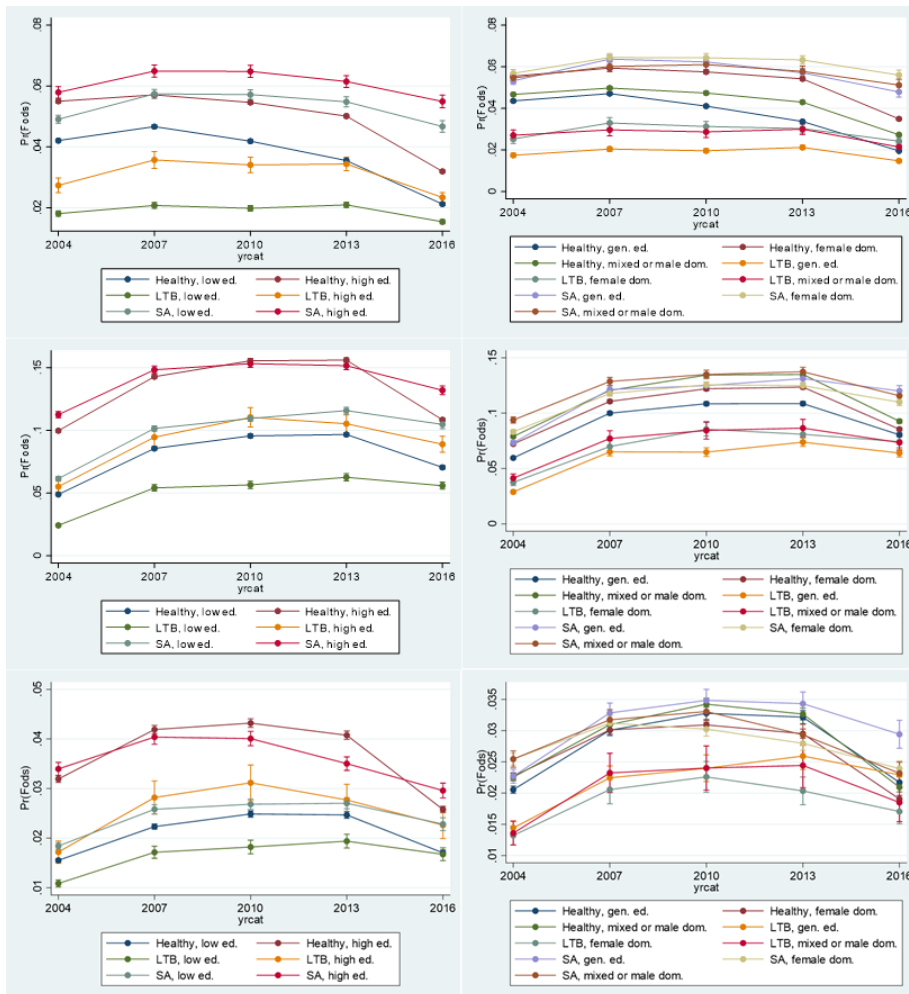 .08
.06
.04
.02
Pr(Fods)
2004 2007 2010 2013 2016
yrcat
Healthy, low ed. Healthy, high ed.
LTB, low ed. LTB, high ed.
SA, low ed. SA, high ed.
.08
.06
.04
.02
0
Pr(Fods)
2004 2007 2010 2013 2016
yrcat
Healthy, gen. ed. Healthy, female dom.
Healthy, mixed or male dom. LTB, gen. ed.
LTB, female dom. LTB, mixed or male dom.
SA, gen. ed. SA, female dom.
SA, mixed or male dom.
.15
.1
.05
0
Pr(Fods)
2004 2007 2010 2013 2016
yrcat
Healthy, low ed. Healthy, high ed.
LTB, low ed. LTB, high ed.
SA, low ed. SA, high ed.
.15
.1
.05
0
Pr(Fods)
2004 2007 2010 2013 2016
yrcat
Healthy, gen. ed. Healthy, female dom.
Healthy, mixed or male dom. LTB, gen. ed.
LTB, female dom. LTB, mixed or male dom.
SA, gen. ed. SA, female dom.
SA, mixed or male dom.
.05
.04
.03
.02
.01
Pr(Fods)
2004 2007 2010 2013 2016
yrcat
Healthy, low ed. Healthy, high ed.
LTB, low ed. LTB, high ed.
SA, low ed. SA, high ed.
.035
.03
.025
.02
.015
.01
Pr(Fods)
2004 2007 2010 2013 2016
yrcat
Healthy, gen. ed. Healthy, female dom.
Healthy, mixed or male dom. LTB, gen. ed.
LTB, female dom. LTB, mixed or male dom.
SA, gen. ed. SA, female dom.
SA, mixed or male dom.